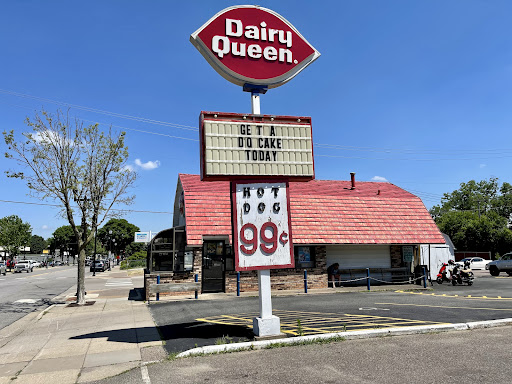 Dairy
Queen.
GET A
DQ CAKE
TODAY
HOT
DOG
99¢